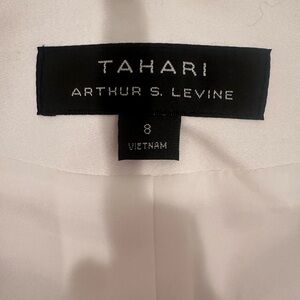 TAHARI
ARTHUR S. LEVINE
8
VIETNAM